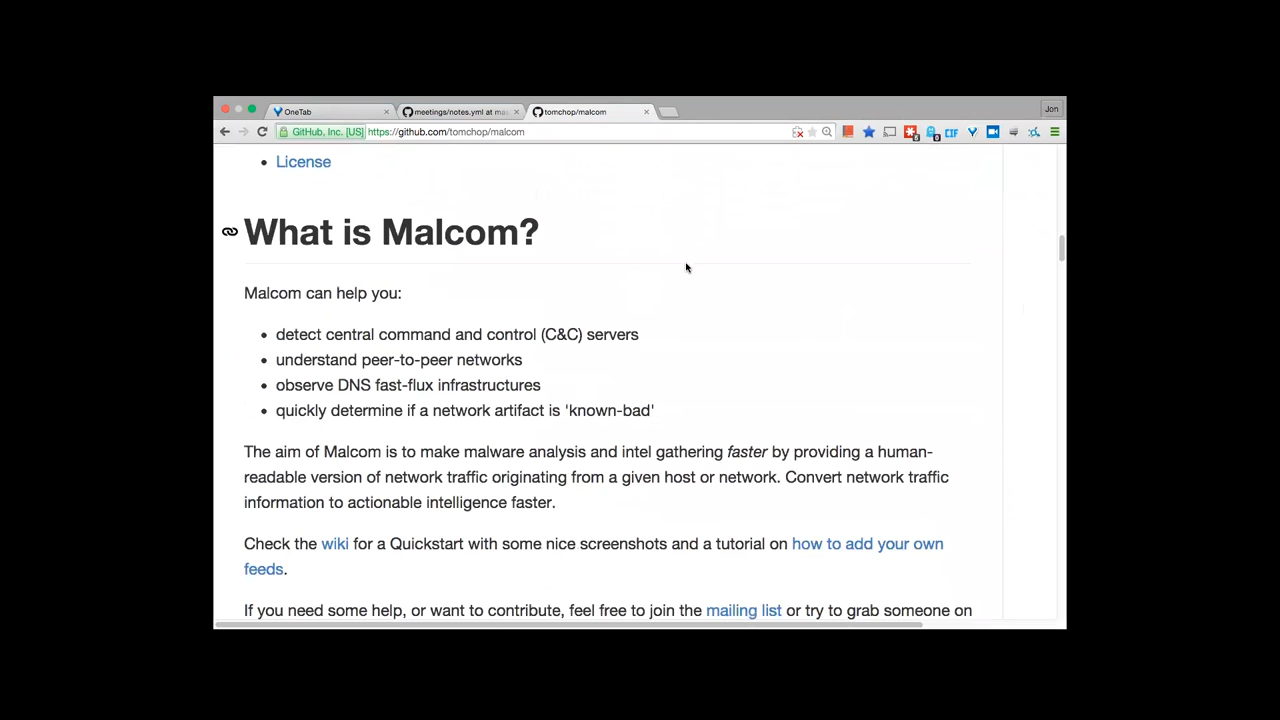 OneTab
meetings/notes.yml at ma
tomchop/malcom
Jon
GitHub, Inc. [US] https://github.com/tomchop/malcom
CIF
License
What is Malcom?
Malcom can help you:
detect central command and control (C&C) servers
understand peer-to-peer networks
observe DNS fast-flux infrastructures
quickly determine if a network artifact is 'known-bad'
The aim of Malcom is to make malware analysis and intel gathering faster by providing a human-
readable version of network traffic originating from a given host or network. Convert network traffic
information to actionable intelligence faster.
Check the wiki for a Quickstart with some nice screenshots and a tutorial on how to add your own
feeds.
If you need some help, or want to contribute, feel free to join the mailing list or try to grab someone on